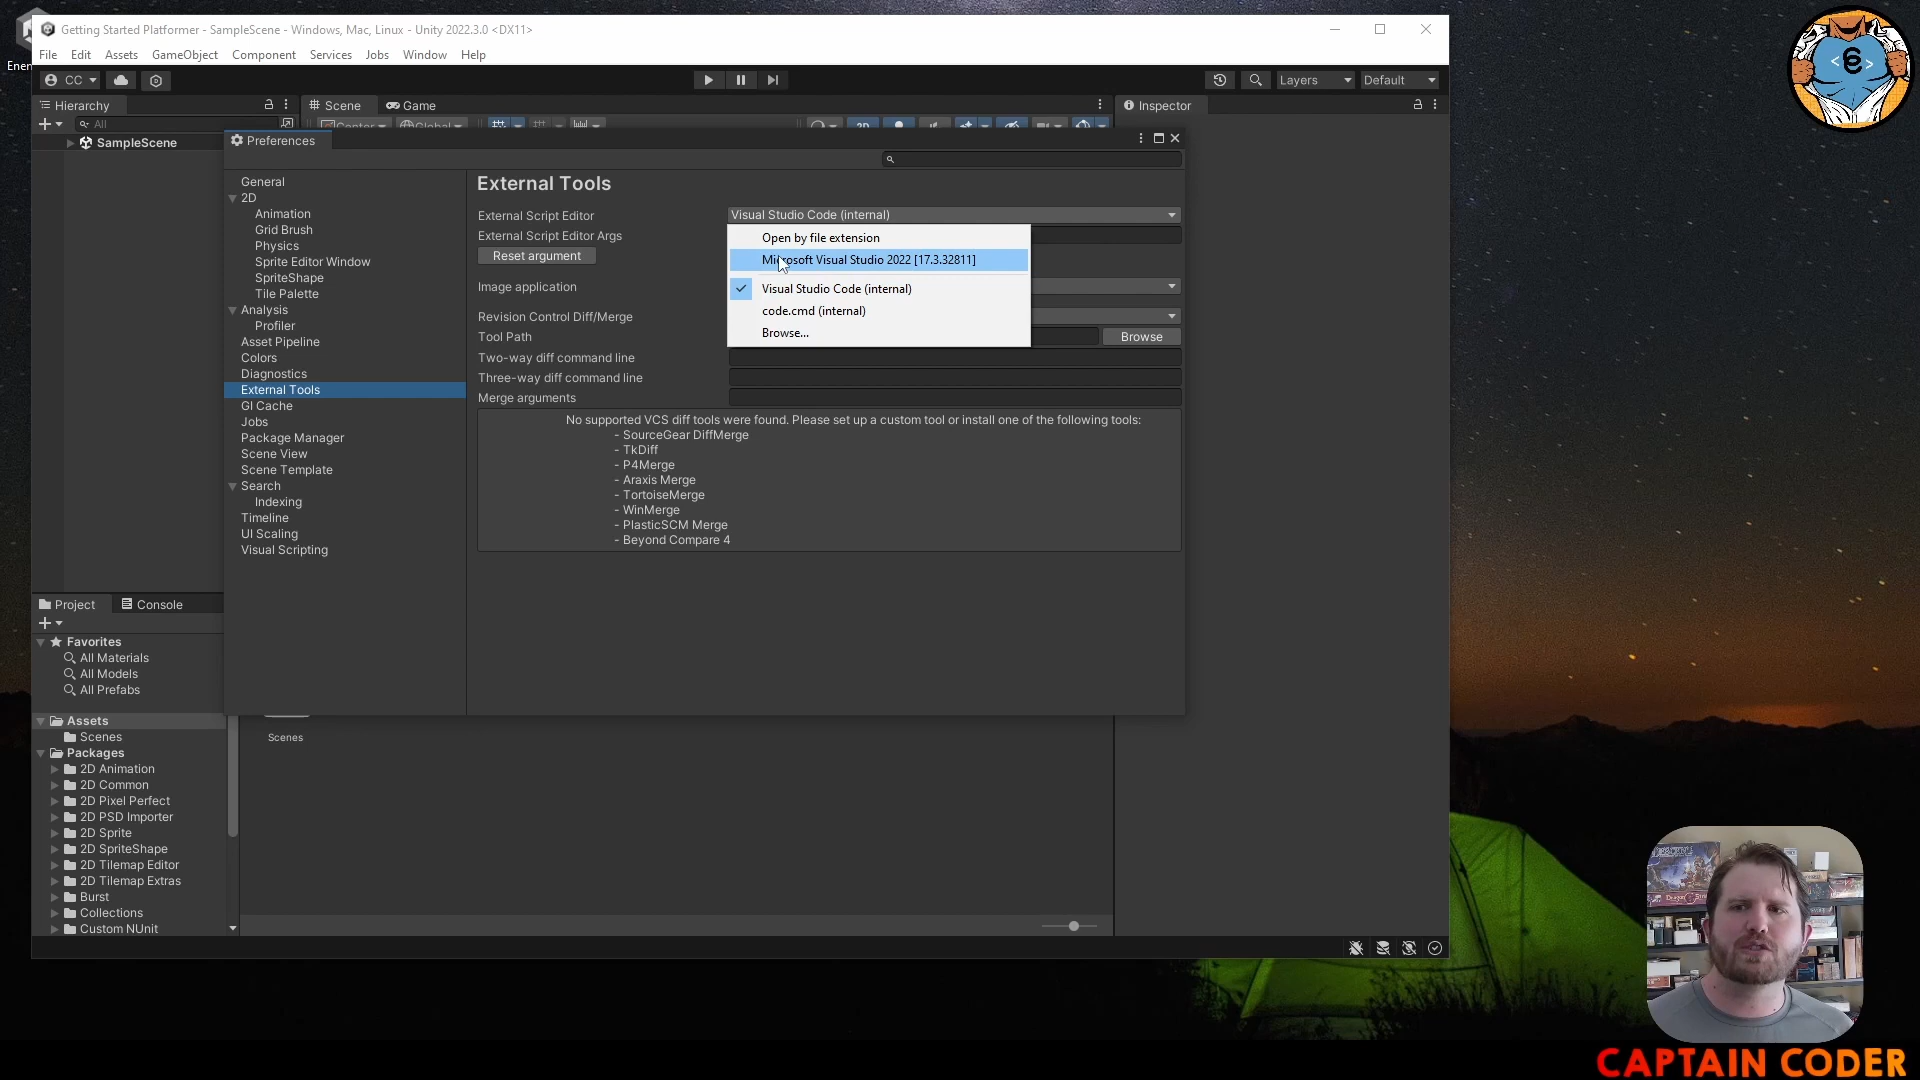 Getting Started Platformer - SampleScene - Windows, Mac, Linux - Unity 2022.3.0 <DX11>
File Edit Assets GameObject Component Services Jobs Window Help
CC
Layers
Default
Hierarchy
Scene
Game
Inspector
All
Center
Global
2D
SampleScene
Preferences
General
2D
Animation
Grid Brush
Physics
Sprite Editor Window
SpriteShape
Tile Palette
Analysis
Profiler
Asset Pipeline
Colors
Diagnostics
External Tools
GI Cache
Jobs
Package Manager
Scene View
Scene Template
Search
Indexing
Timeline
UI Scaling
Visual Scripting
External Tools
External Script Editor
Visual Studio Code (internal)
External Script Editor Args
Reset argument
Image application
Revision Control Diff/Merge
Tool Path
Browse
Two-way diff command line
Three-way diff command line
Merge arguments
Open by file extension
Microsoft Visual Studio 2022 [17.3.32811]
Visual Studio Code (internal)
code.cmd (internal)
Browse...
No supported VCS diff tools were found. Please set up a custom tool or install one of the following tools:
- SourceGear DiffMerge
- TkDiff
- P4Merge
- Araxis Merge
- TortoiseMerge
- WinMerge
- PlasticSCM Merge
- Beyond Compare 4
Project
Console
Favorites
All Materials
All Models
All Prefabs
Assets
Scenes
Packages
2D Animation
2D Common
2D Pixel Perfect
2D PSD Importer
2D Sprite
2D SpriteShape
2D Tilemap Editor
2D Tilemap Extras
Burst
Collections
Custom NUnit
Scenes
CAPTAIN CODER